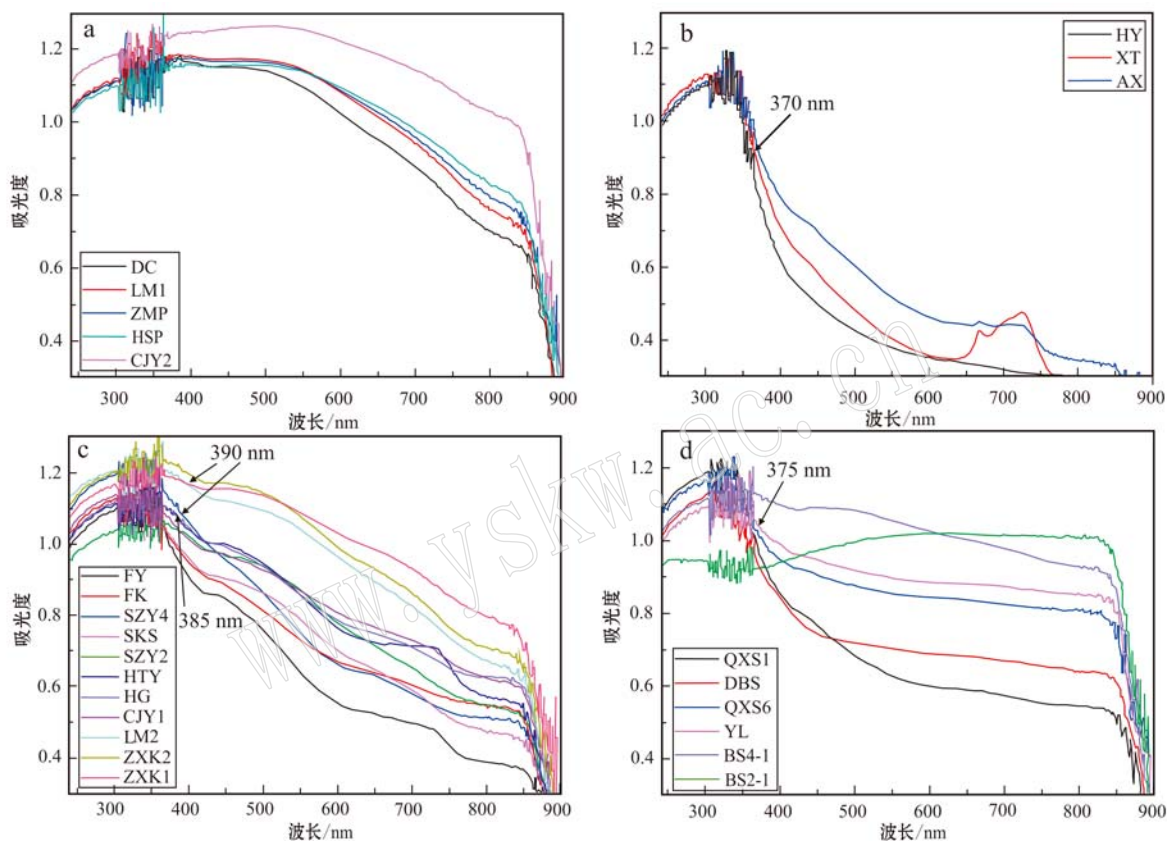 a
1.2
1.0
0.8
0.6
0.4
吸光度
DC
LM1
ZMP
HSP
CJY2
300 400 500 600 700 800 900
波长/nm
b
HY
XT
AX
370 nm
1.2
1.0
0.8
0.6
0.4
吸光度
300 400 500 600 700 800 900
波长/nm
c
390 nm
385 nm
1.2
1.0
0.8
0.6
0.4
吸光度
FY
FK
SZY4
SKS
SZY2
HTY
HG
CJY1
LM2
ZXK2
ZXK1
300 400 500 600 700 800 900
波长/nm
d
375 nm
1.2
1.0
0.8
0.6
0.4
吸光度
QXS1
DBS
QXS6
YL
BS4-1
BS2-1
300 400 500 600 700 800 900
波长/nm
www.yskw.ac.cn